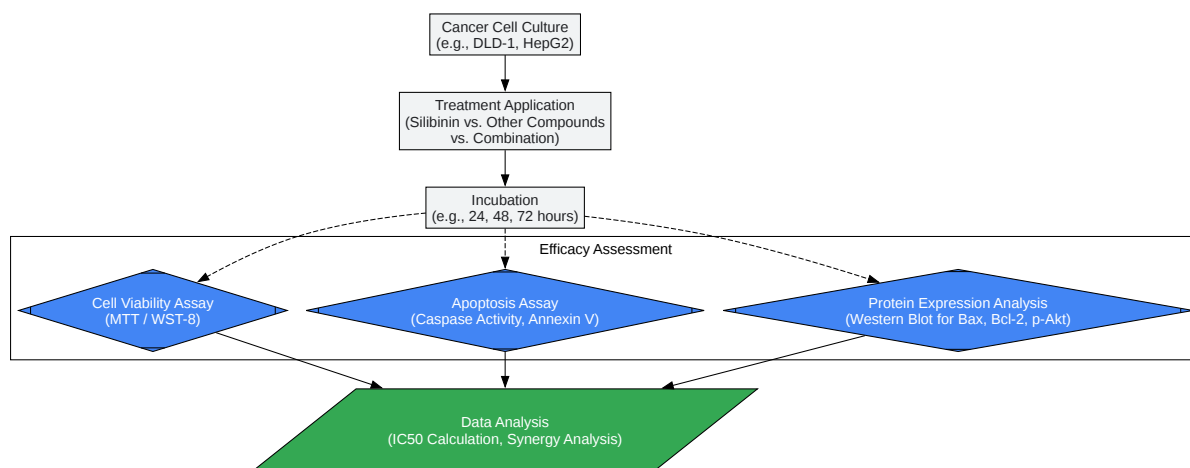 Cancer Cell Culture
(e.g., DLD-1, HepG2)
Treatment Application
(Silibinin vs. Other Compounds
vs. Combination)
Incubation
(e.g., 24, 48, 72 hours)
Efficacy Assessment
Cell Viability Assay
(MTT / WST-8)
Apoptosis Assay
(Caspase Activity, Annexin V)
Protein Expression Analysis
(Western Blot for Bax, Bcl-2, p-Akt)
Data Analysis
(IC50 Calculation, Synergy Analysis)